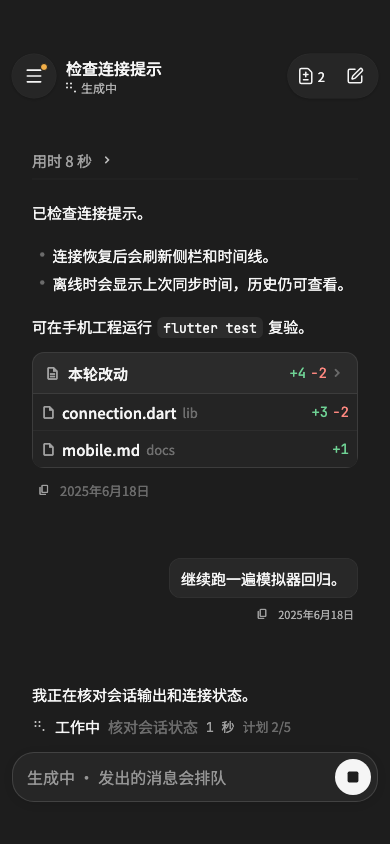 检查连接提示
生成中
2
用时 8 秒
已检查连接提示。
连接恢复后会刷新侧栏和时间线。
离线时会显示上次同步时间，历史仍可查看。
可在手机工程运行 flutter test 复验。
本轮改动 +4 -2
connection.dart lib +3 -2
mobile.md docs +1
2025年6月18日
继续跑一遍模拟器回归。
2025年6月18日
我正在核对会话输出和连接状态。
工作中 核对会话状态 1 秒 计划 2/5
生成中 · 发出的消息会排队